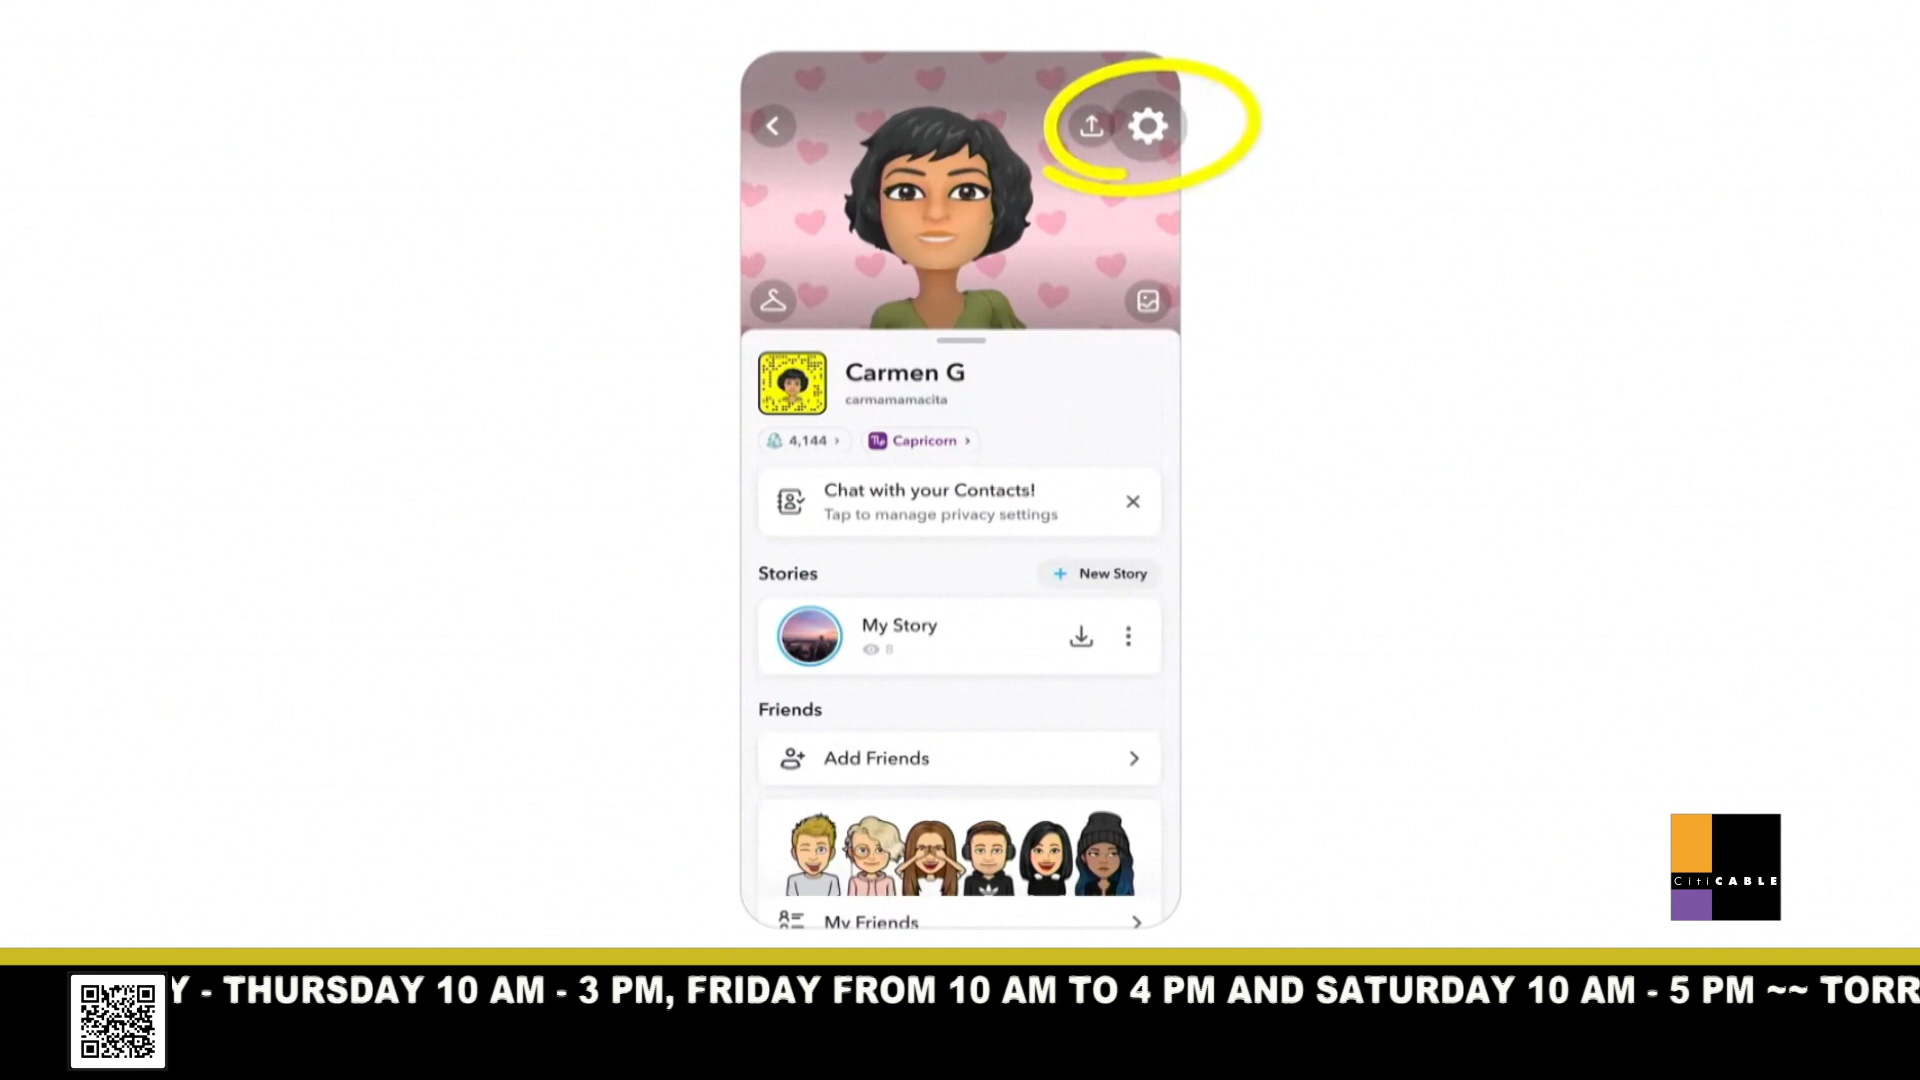 Carmen G
carmamamacita
4,144
Capricorn
Chat with your Contacts!
Tap to manage privacy settings
Stories
New Story
My Story
8
Friends
Add Friends
My Friends
CitiCABLE
Y - THURSDAY 10 AM - 3 PM, FRIDAY FROM 10 AM TO 4 PM AND SATURDAY 10 AM - 5 PM ~~ TORR